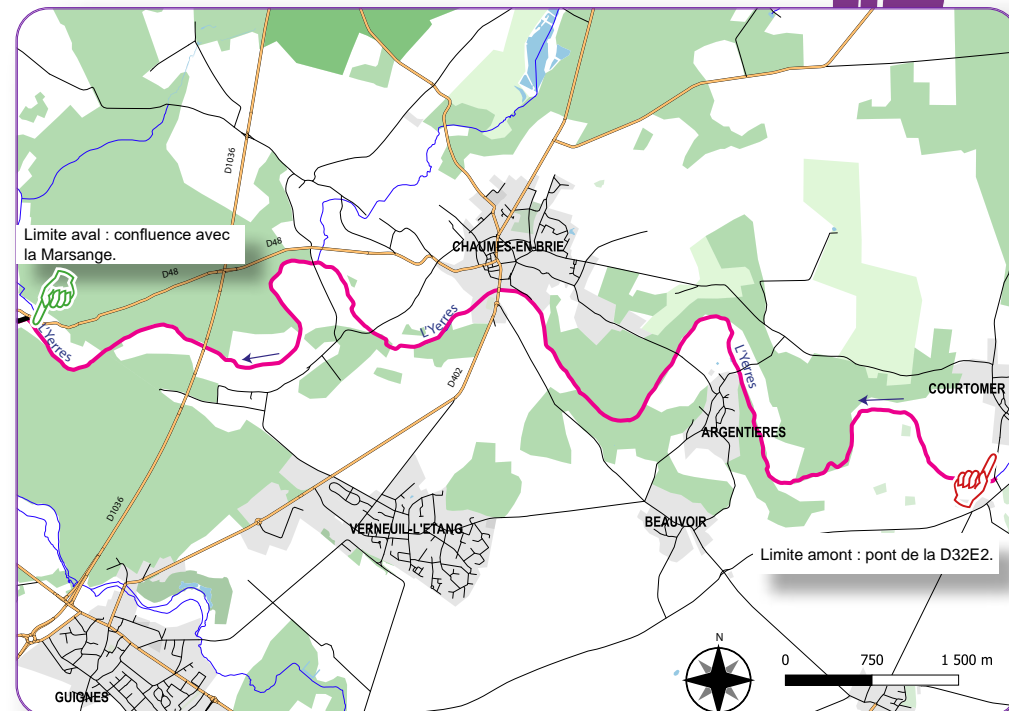 D1036
Limite aval : confluence avec
la Marsange.
D48
D48
CHAUMES-EN-BRIE
L'Yerres
L'Yerres
L'Yerres
D402
COURTOMER
ARGENTIERES
D1036
VERNEUIL-L'ETANG
BEAUVOIR
Limite amont : pont de la D32E2.
N
0 750 1 500 m
GUIGNES